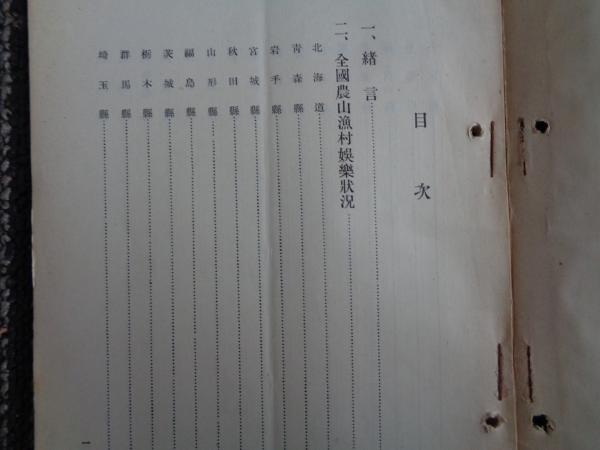 目次
一、緒言
二、全國農山漁村娯樂狀況
北海道
靑森縣
岩手縣
宮城縣
秋田縣
山形縣
福島縣
茨城縣
栃木縣
群馬縣
埼玉縣
一